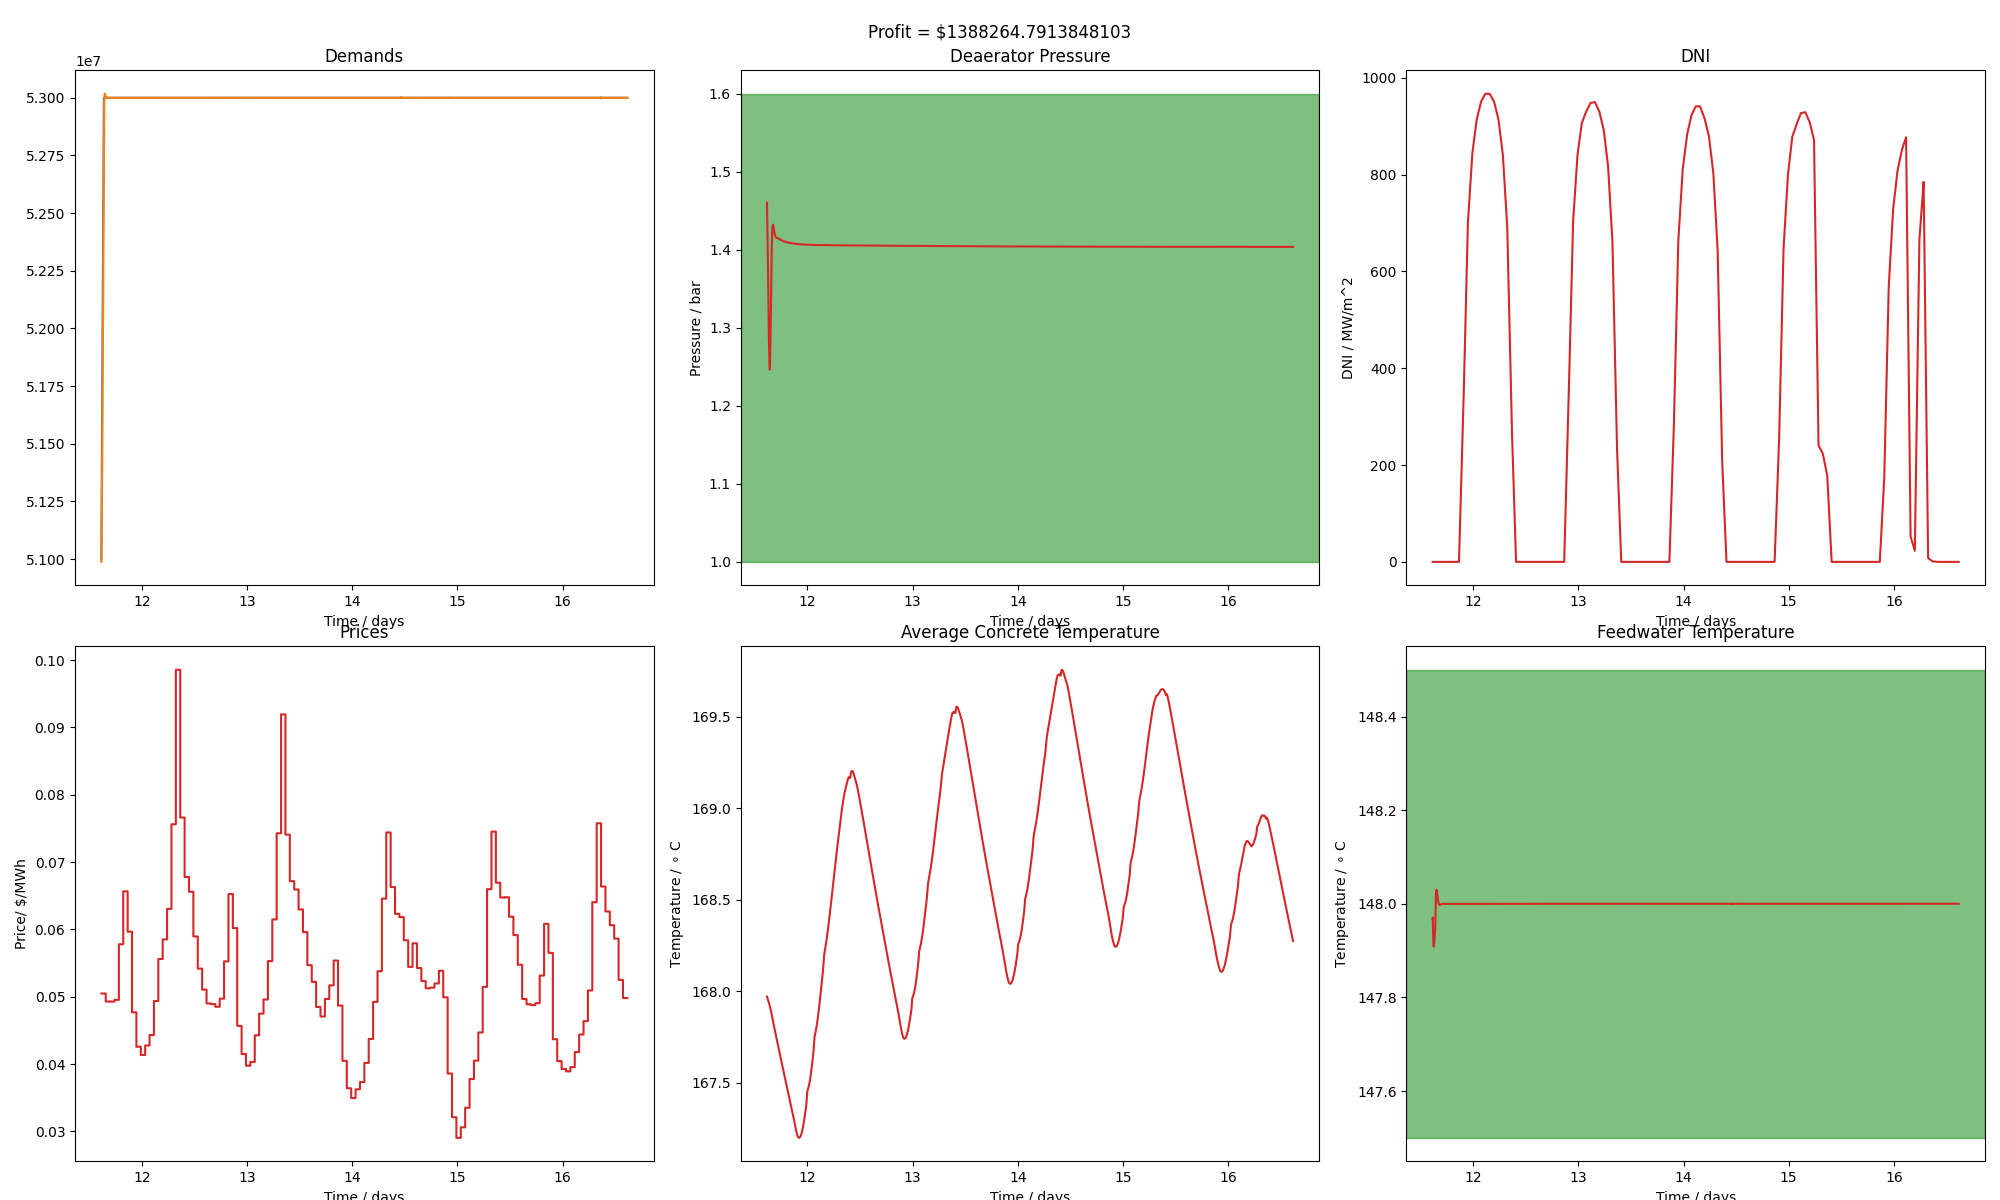 Profit = $1388264.7913848103
Demands
1e7
5.300
5.275
5.250
5.225
5.200
5.175
5.150
5.125
5.100
12 13 14 15 16
Time / days
Deaerator Pressure
Pressure / bar
1.6
1.5
1.4
1.3
1.2
1.1
1.0
12 13 14 15 16
Time / days
DNI
DNI / MW/m^2
1000
800
600
400
200
0
12 13 14 15 16
Time / days
Prices
Price/ $/MWh
0.10
0.09
0.08
0.07
0.06
0.05
0.04
0.03
12 13 14 15 16
Time / days
Average Concrete Temperature
Temperature / ∘ C
169.5
169.0
168.5
168.0
167.5
12 13 14 15 16
Time / days
Feedwater Temperature
Temperature / ∘ C
148.4
148.2
148.0
147.8
147.6
12 13 14 15 16
Time / days